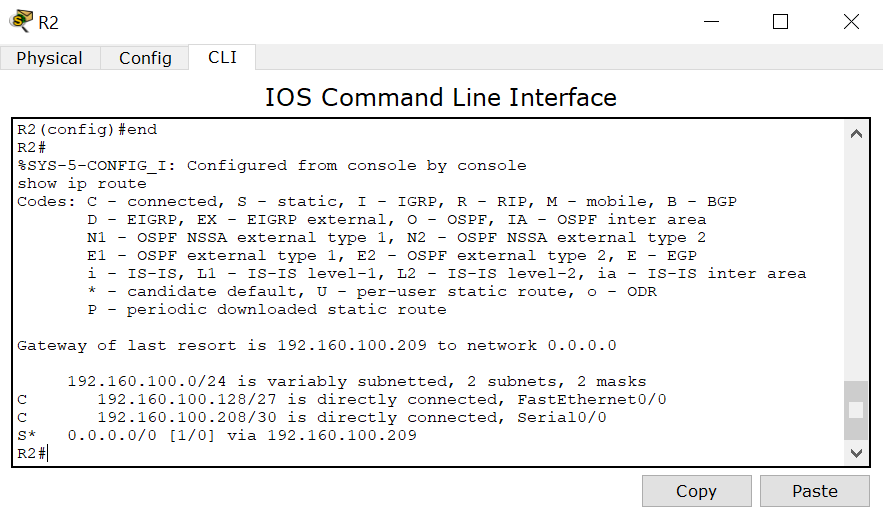 R2
Physical Config CLI
IOS Command Line Interface
R2(config)#end
R2#
%SYS-5-CONFIG_I: Configured from console by console
show ip route
Codes: C - connected, S - static, I - IGRP, R - RIP, M - mobile, B - BGP
       D - EIGRP, EX - EIGRP external, O - OSPF, IA - OSPF inter area
       N1 - OSPF NSSA external type 1, N2 - OSPF NSSA external type 2
       E1 - OSPF external type 1, E2 - OSPF external type 2, E - EGP
       i - IS-IS, L1 - IS-IS level-1, L2 - IS-IS level-2, ia - IS-IS inter area
       * - candidate default, U - per-user static route, o - ODR
       P - periodic downloaded static route

Gateway of last resort is 192.160.100.209 to network 0.0.0.0

     192.160.100.0/24 is variably subnetted, 2 subnets, 2 masks
C       192.160.100.128/27 is directly connected, FastEthernet0/0
C       192.160.100.208/30 is directly connected, Serial0/0
S*   0.0.0.0/0 [1/0] via 192.160.100.209
R2#
Copy Paste